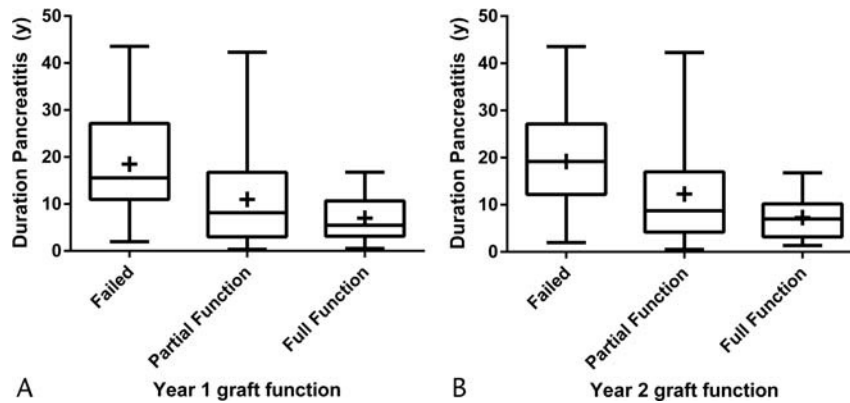 50
40
30
20
10
0
Duration Pancreatitis (y)
Failed
Partial Function
Full Function
A
Year 1 graft function
50
40
30
20
10
0
Duration Pancreatitis (y)
Failed
Partial Function
Full Function
B
Year 2 graft function